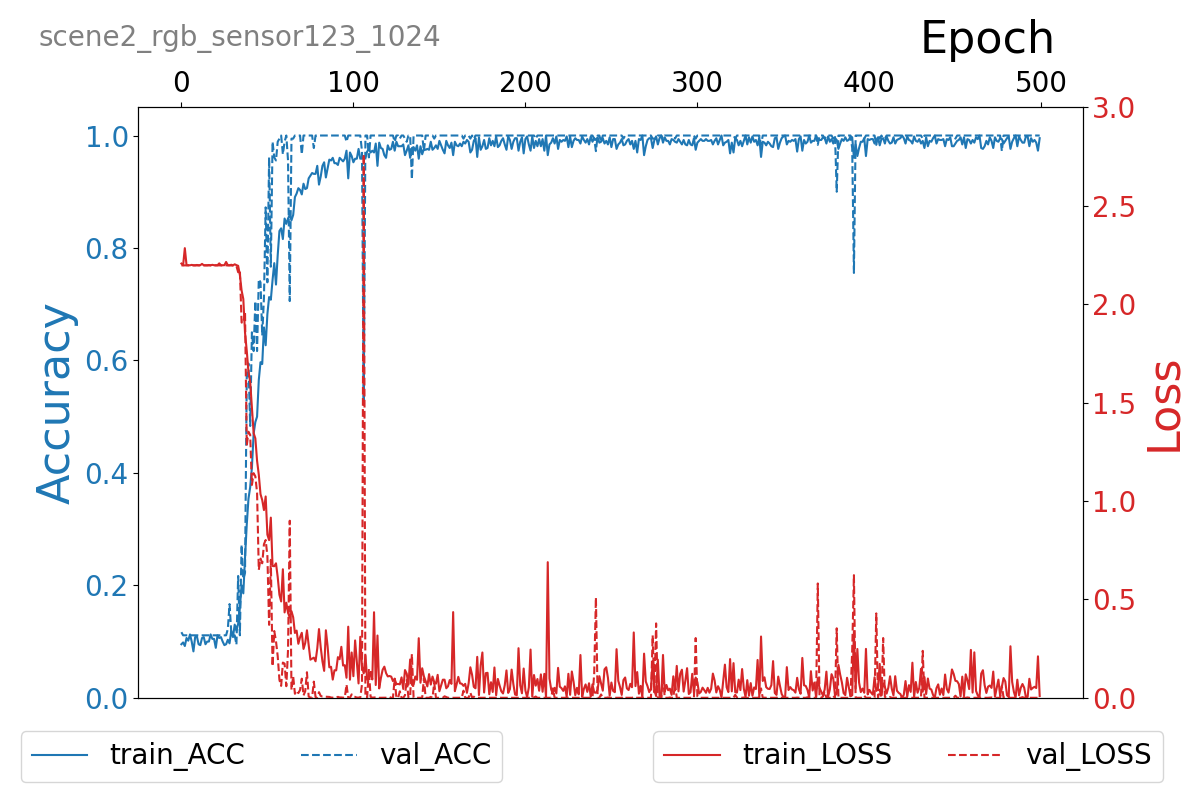 scene2_rgb_sensor123_1024
Epoch
0 100 200 300 400 500
1.0
0.8
0.6
0.4
0.2
0.0
Accuracy
3.0
2.5
2.0
1.5
1.0
0.5
0.0
Loss
train_ACC val_ACC
train_LOSS val_LOSS